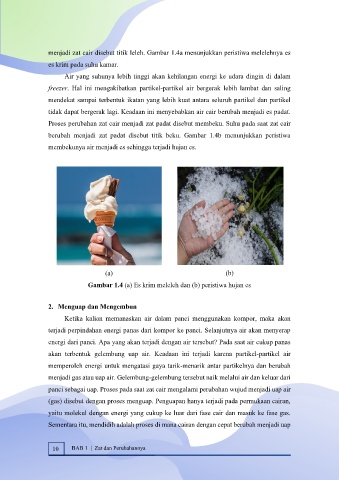 menjadi zat cair disebut titik leleh. Gambar 1.4a menunjukkan peristiwa melelehnya es
es krim pada suhu kamar.
Air yang suhunya lebih tinggi akan kehilangan energi ke udara dingin di dalam
freezer. Hal ini mengakibatkan partikel-partikel air bergerak lebih lambat dan saling
mendekat sampai terbentuk ikatan yang lebih kuat antara seluruh partikel dan partikel
tidak dapat bergerak lagi. Keadaan ini menyebabkan air cair berubah menjadi es padat.
Proses perubahan zat cair menjadi zat padat disebut membeku. Suhu pada saat zat cair
berubah menjadi zat padat disebut titik beku. Gambar 1.4b menunjukkan peristiwa
membekunya air menjadi es sehingga terjadi hujan es.
(a) (b)
Gambar 1.4 (a) Es krim meleleh dan (b) peristiwa hujan es
2. Menguap dan Mengembun
Ketika kalian memanaskan air dalam panci menggunakan kompor, maka akan
terjadi perpindahan energi panas dari kompor ke panci. Selanjutnya air akan menyerap
energi dari panci. Apa yang akan terjadi dengan air tersebut? Pada saat air cukup panas
akan terbentuk gelembung uap air. Keadaan ini terjadi karena partikel-partikel air
memperoleh energi untuk mengatasi gaya tarik-menarik antar partikelnya dan berubah
menjadi gas atau uap air. Gelembung-gelembung tersebut naik melalui air dan keluar dari
panci sebagai uap. Proses pada saat zat cair mengalami perubahan wujud menjadi uap air
(gas) disebut dengan proses menguap. Penguapan hanya terjadi pada permukaan cairan,
yaitu molekul dengan energi yang cukup ke luar dari fase cair dan masuk ke fase gas.
Sementara itu, mendidih adalah proses di mana cairan dengan cepat berubah menjadi uap
10 BAB 1 | Zat dan Perubahannya